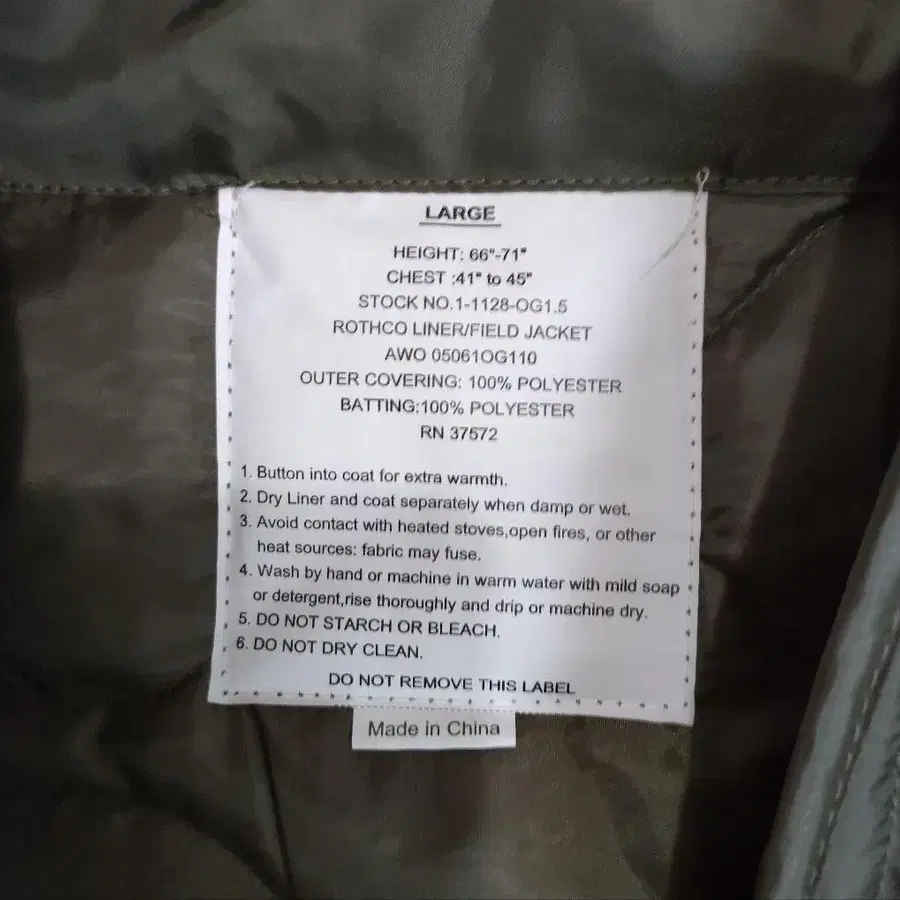 LARGE
HEIGHT: 66"-71"
CHEST :41" to 45"
STOCK NO.1-1128-OG1.5
ROTHCO LINER/FIELD JACKET
AWO 05061OG110
OUTER COVERING: 100% POLYESTER
BATTING:100% POLYESTER
RN 37572
1. Button into coat for extra warmth.
2. Dry Liner and coat separately when damp or wet.
3. Avoid contact with heated stoves,open fires, or other
heat sources: fabric may fuse.
4. Wash by hand or machine in warm water with mild soap
or detergent,rise thoroughly and drip or machine dry.
5. DO NOT STARCH OR BLEACH.
6. DO NOT DRY CLEAN.
DO NOT REMOVE THIS LABEL
Made in China